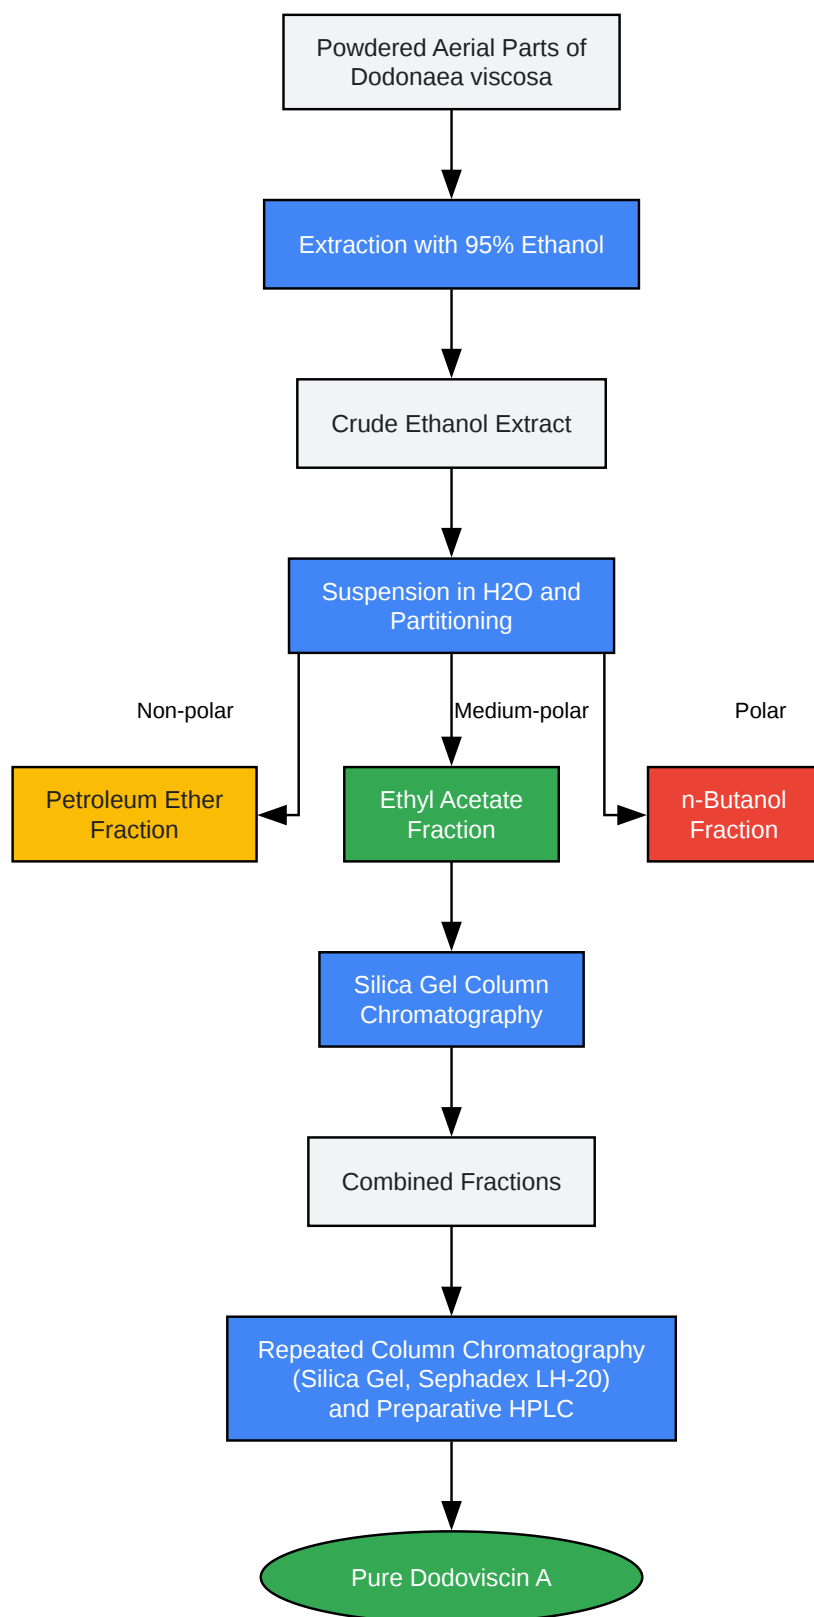 Powdered Aerial Parts of
Dodonaea viscosa
Extraction with 95% Ethanol
Crude Ethanol Extract
Suspension in H2O and
Partitioning
Non-polar
Medium-polar
Polar
Petroleum Ether
Fraction
Ethyl Acetate
Fraction
n-Butanol
Fraction
Silica Gel Column
Chromatography
Combined Fractions
Repeated Column Chromatography
(Silica Gel, Sephadex LH-20)
and Preparative HPLC
Pure Dodoviscin A